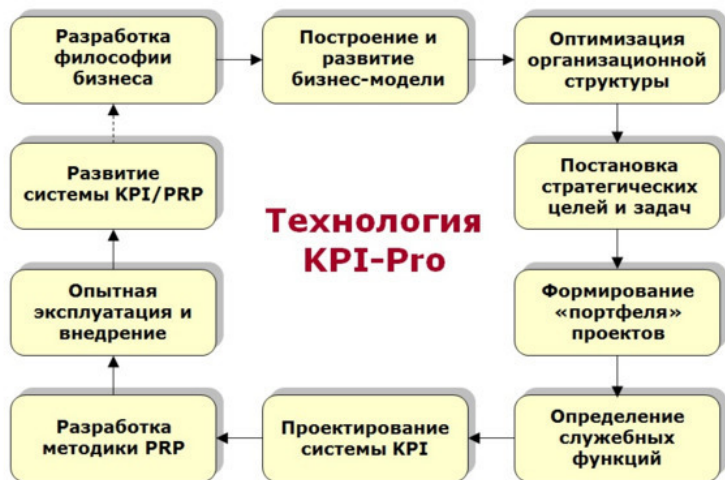 Разработка
философии
бизнеса
Построение и
развитие
бизнес-модели
Оптимизация
организационной
структуры
Развитие
системы KPI/PRP
Технология
KPI-Pro
Постановка
стратегических
целей и задач
Опытная
эксплуатация и
внедрение
Формирование
«портфеля»
проектов
Разработка
методики PRP
Проектирование
системы KPI
Определение
служебных
функций